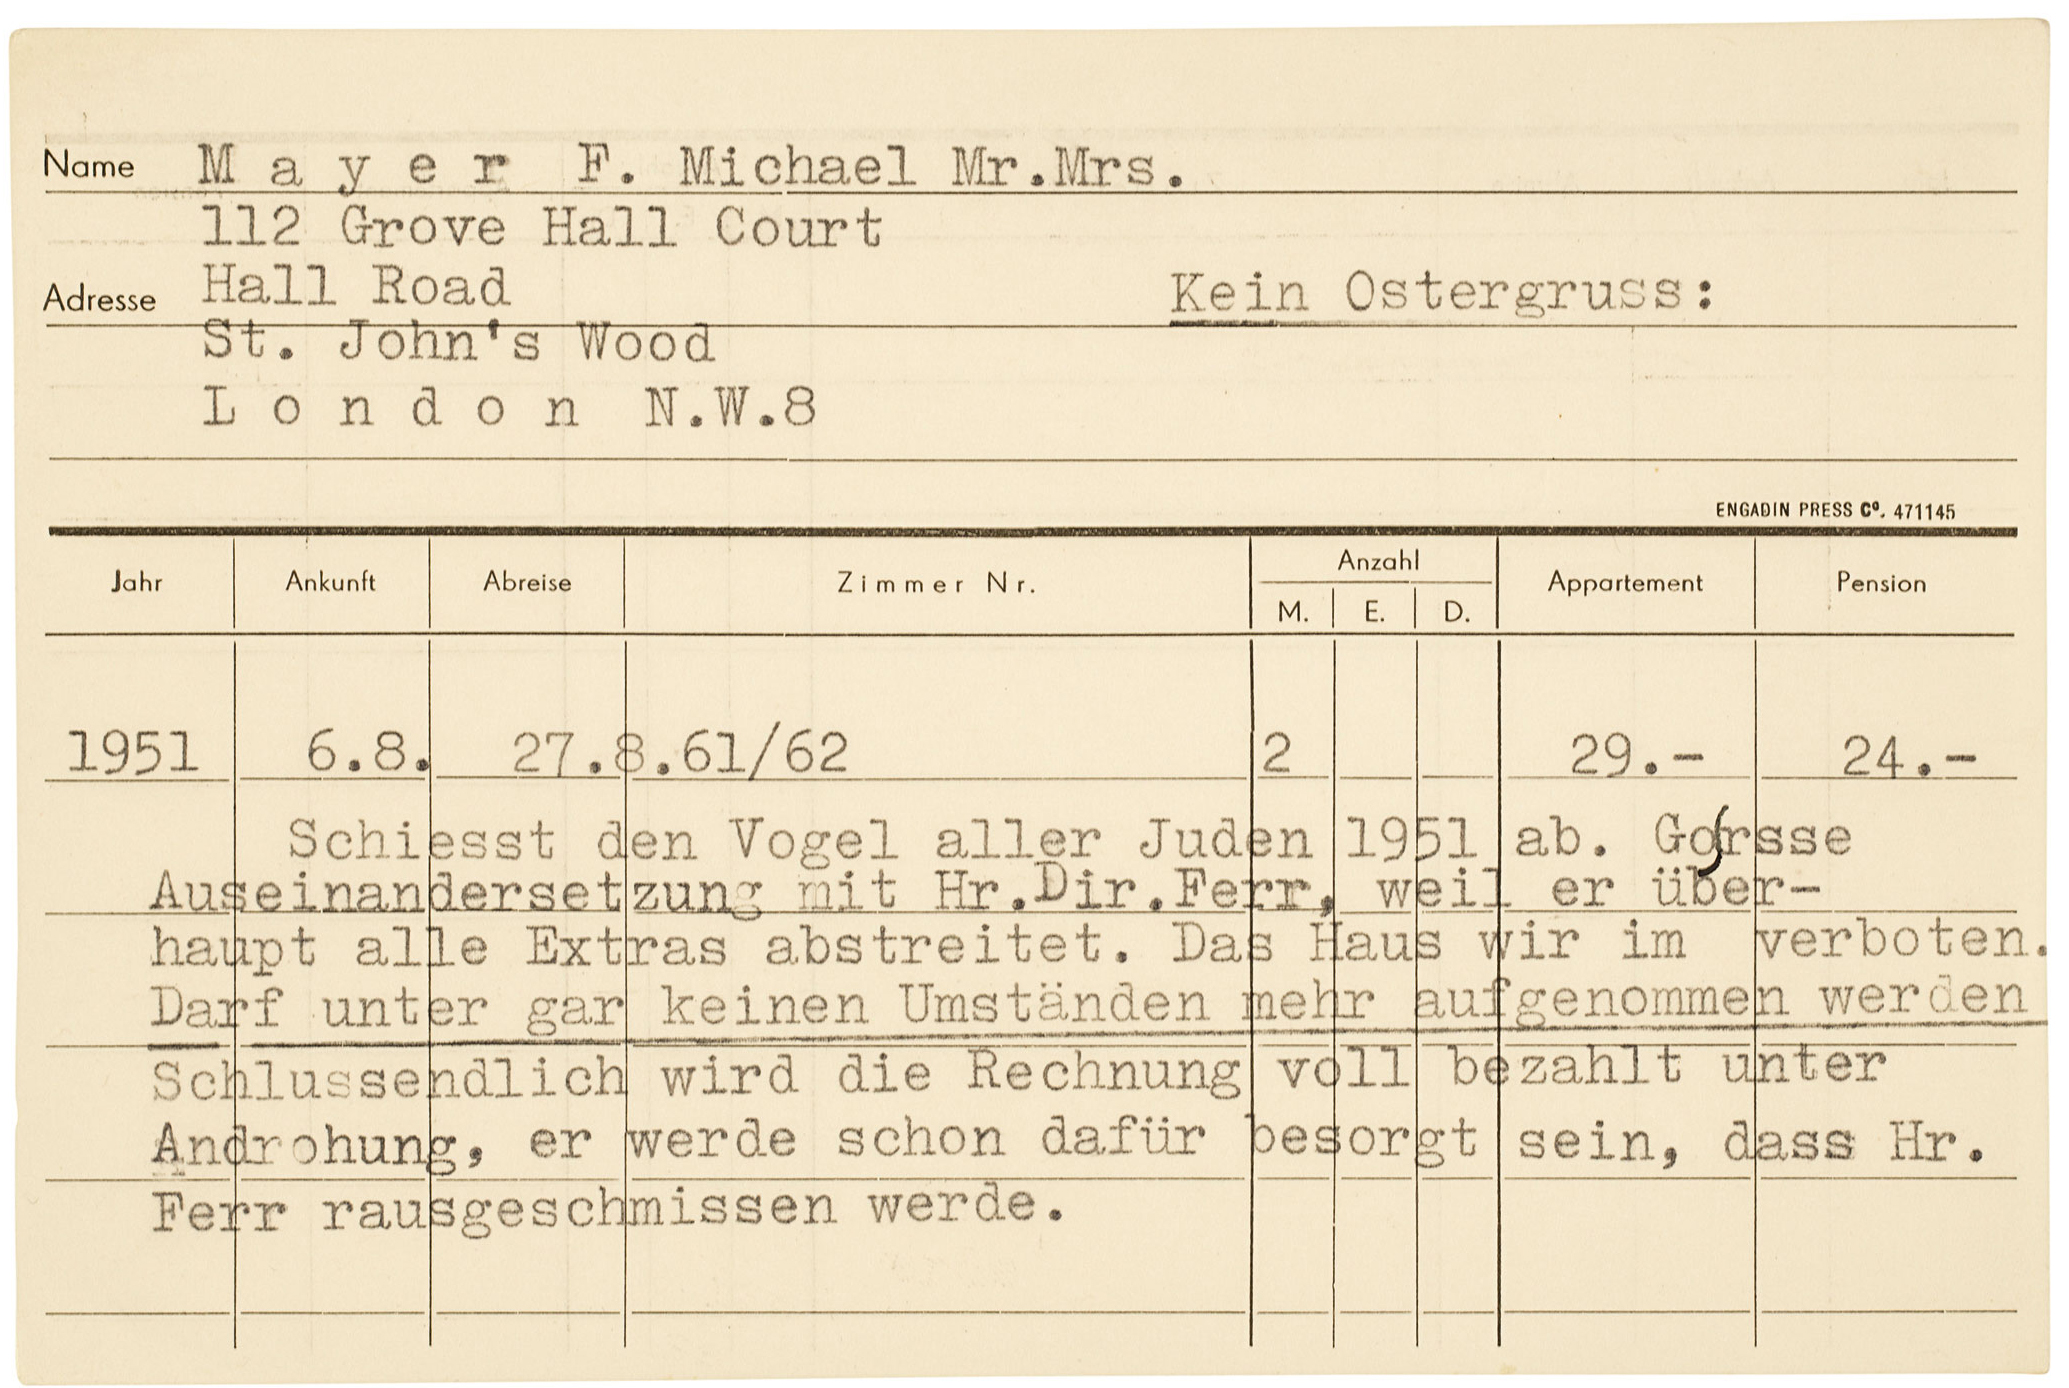 Name M a y e r F. Michael Mr.Mrs.
112 Grove Hall Court
Adresse Hall Road Kein Ostergruss:
St. John's Wood
L o n d o n N.W.8
ENGADIN PRESS Cº. 471145
Jahr Ankunft Abreise Zimmer Nr. Anzahl Appartement Pension
M. E. D.
1951 6.8. 27.8.61/62 2 29.- 24.-
Schiesst den Vogel aller Juden 1951 ab. Gorsse
Auseinandersetzung mit Hr.Dir.Ferr, weil er über-
haupt alle Extras abstreitet. Das Haus wir im verboten.
Darf unter gar keinen Umständen mehr aufgenommen werden
Schlussendlich wird die Rechnung voll bezahlt unter
Androhung, er werde schon dafür besorgt sein, dass Hr.
Ferr rausgeschmissen werde.